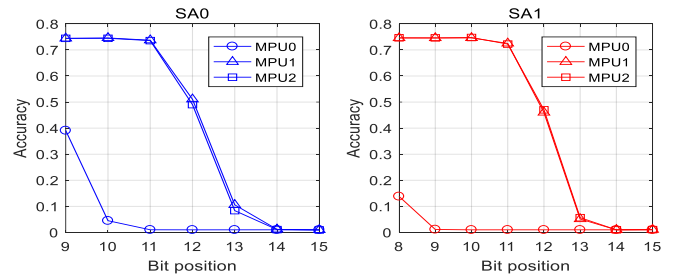 SA0
0.8
0.7
0.6
0.5
0.4
0.3
0.2
0.1
0
Accuracy
MPU0
MPU1
MPU2
9 10 11 12 13 14 15
Bit position
SA1
0.8
0.7
0.6
0.5
0.4
0.3
0.2
0.1
0
Accuracy
MPU0
MPU1
MPU2
8 9 10 11 12 13 14 15
Bit position